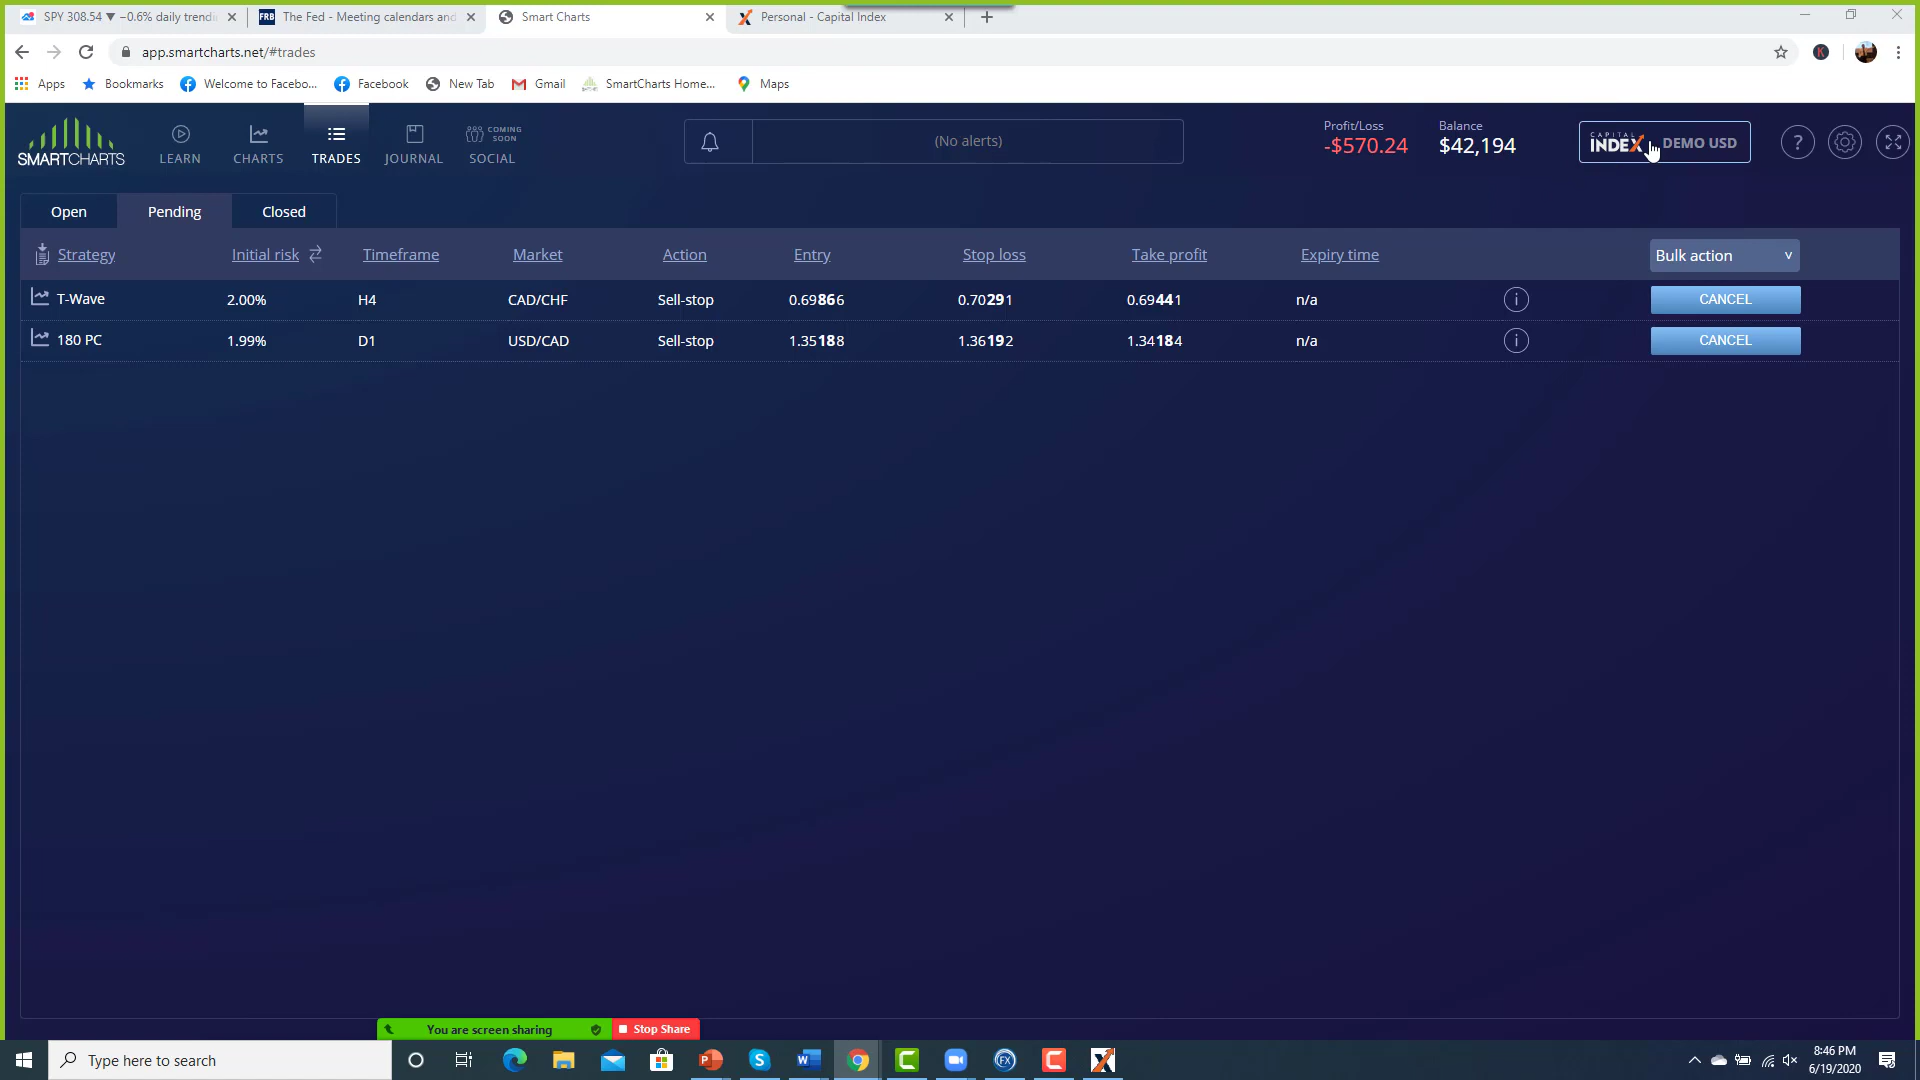 SPY 308.54 ▼ −0.6% daily trendi
FRB The Fed - Meeting calendars and
Smart Charts
Personal - Capital Index
app.smartcharts.net/#trades
K
Apps
Bookmarks
Welcome to Facebo...
Facebook
New Tab
Gmail
SmartCharts Home...
Maps
SMARTCHARTS
LEARN
CHARTS
TRADES
JOURNAL
COMING SOON
SOCIAL
(No alerts)
Profit/Loss
-$570.24
Balance
$42,194
CAPITAL
INDEX
DEMO USD
?
Open
Pending
Closed
Strategy Initial risk Timeframe Market Action Entry Stop loss Take profit Expiry time Bulk action v
T-Wave 2.00% H4 CAD/CHF Sell-stop 0.69866 0.70291 0.69441 n/a i CANCEL
180 PC 1.99% D1 USD/CAD Sell-stop 1.35188 1.36192 1.34184 n/a i CANCEL
You are screen sharing
Stop Share
Type here to search
FX
8:46 PM
6/19/2020